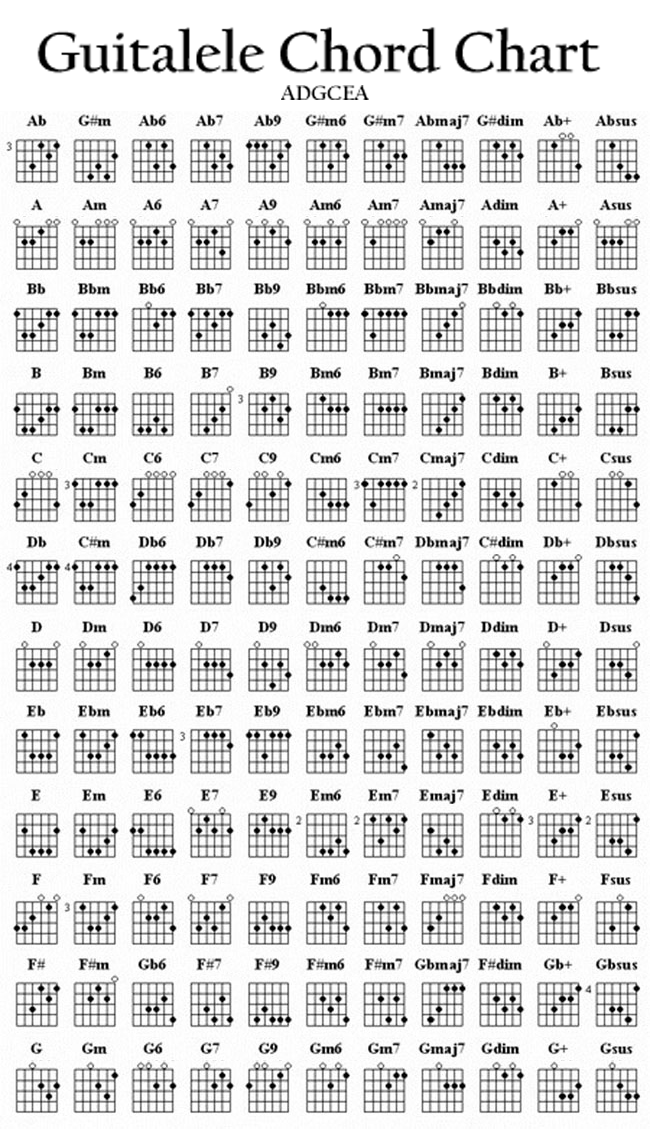 Guitalele Chord Chart
ADGCEA
Ab G#m Ab6 Ab7 Ab9 G#m6 G#m7 Abmaj7 G#dim Ab+ Absus
3
A Am A6 A7 A9 Am6 Am7 Amaj7 Adim A+ Asus
Bb Bbm Bb6 Bb7 Bb9 Bbm6 Bbm7 Bbmaj7 Bbdim Bb+ Bbsus
B Bm B6 B7 B9 Bm6 Bm7 Bmaj7 Bdim B+ Bsus
3
C Cm C6 C7 C9 Cm6 Cm7 Cmaj7 Cdim C+ Csus
3 3 2
Db C#m Db6 Db7 Db9 C#m6 C#m7 Dbmaj7 C#dim Db+ Dbsus
4 4
D Dm D6 D7 D9 Dm6 Dm7 Dmaj7 Ddim D+ Dsus
Eb Ebm Eb6 Eb7 Eb9 Ebm6 Ebm7 Ebmaj7 Ebdim Eb+ Ebsus
3
E Em E6 E7 E9 Em6 Em7 Emaj7 Edim E+ Esus
2 2 3 2
F Fm F6 F7 F9 Fm6 Fm7 Fmaj7 Fdim F+ Fsus
3
F# F#m Gb6 F#7 F#9 F#m6 F#m7 Gbmaj7 F#dim Gb+ Gbsus
4
G Gm G6 G7 G9 Gm6 Gm7 Gmaj7 Gdim G+ Gsus